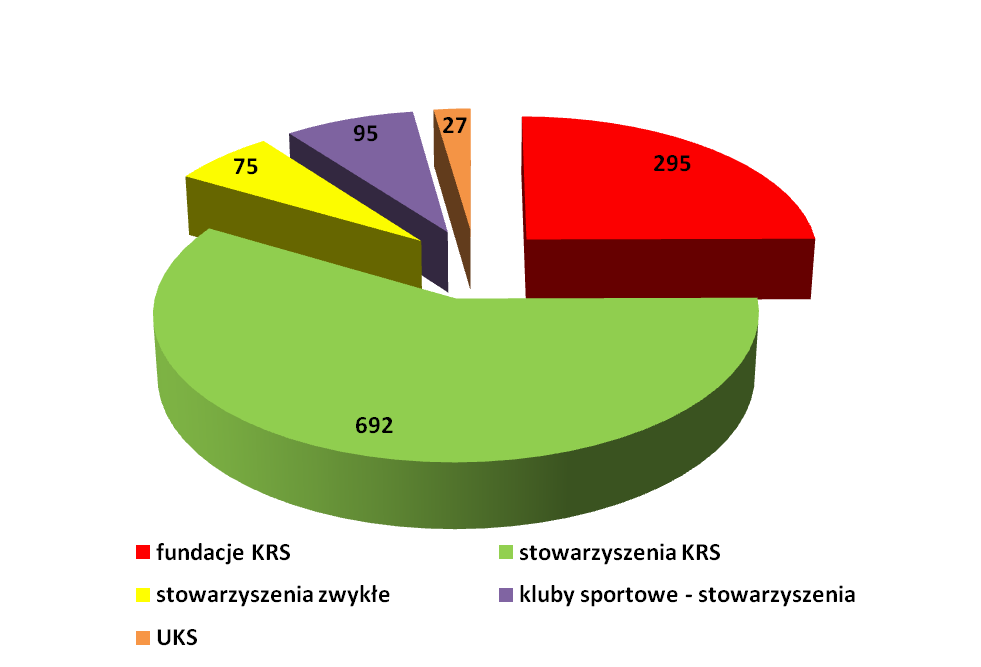 27
95
295
75
692
fundacje KRS
stowarzyszenia KRS
stowarzyszenia zwykłe
kluby sportowe - stowarzyszenia
UKS